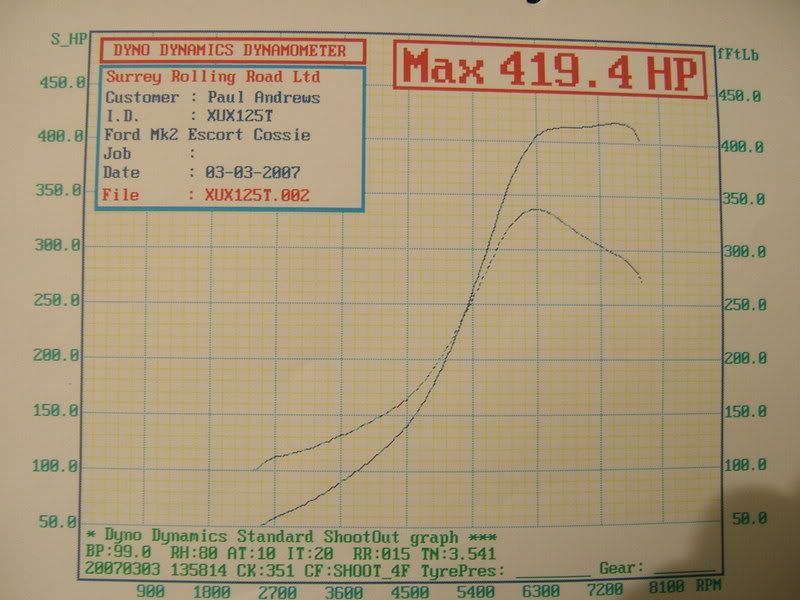 S_HP
DYNO DYNAMICS DYNAMOMETER
Max 419.4 HP
fFtLb
Surrey Rolling Road Ltd
Customer : Paul Andrews
I.D. : XUX125T
Ford Mk2 Escort Cossie
Job :
Date : 03-03-2007
File : XUX125T.002
450.0
400.0
350.0
300.0
250.0
200.0
150.0
100.0
50.0
450.0
400.0
350.0
300.0
250.0
200.0
150.0
100.0
50.0
* Dyno Dynamics Standard ShootOut graph ***
BP:99.0 RH:80 AT:10 IT:20 RR:015 TN:3.541
20070303 135814 CK:351 CF:SHOOT_4F TyrePres: ________ Gear: ______
900 1800 2700 3600 4500 5400 6300 7200 8100 RPM